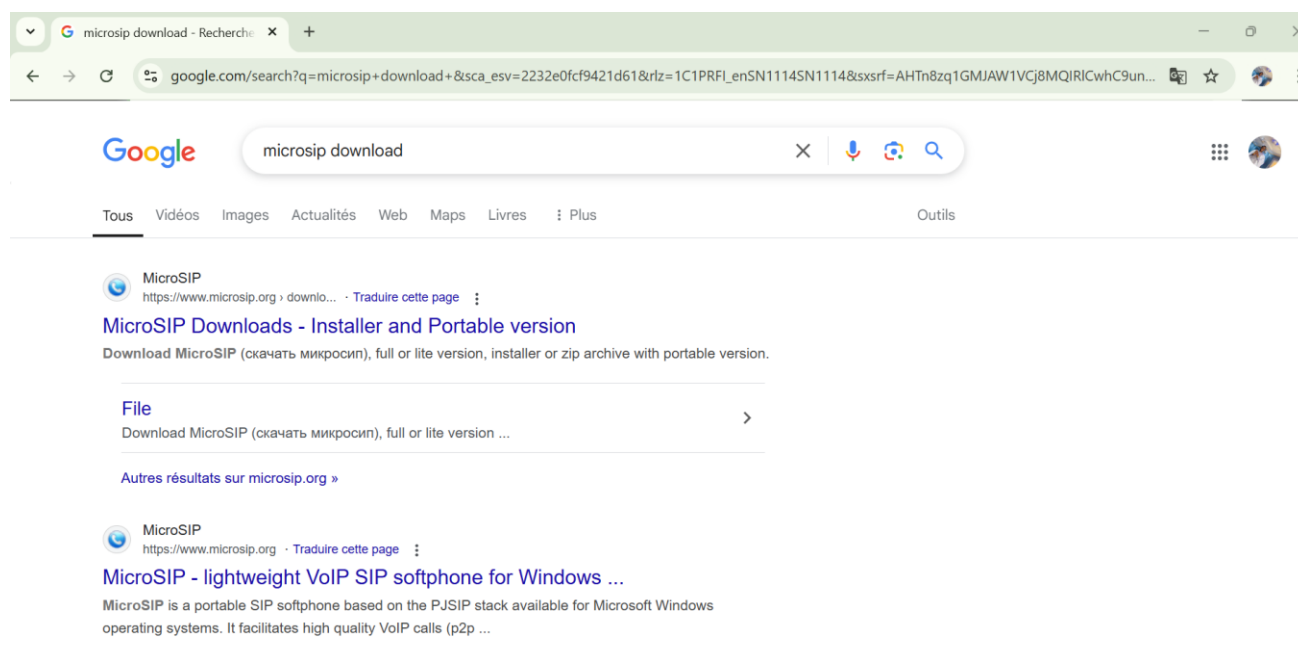 microsip download - Recherche
google.com/search?q=microsip+download+&sca_esv=2232e0fcf9421d61&rlz=1C1PRFI_enSN1114SN1114&sxsrf=AHTn8zq1GMJAW1VCj8MQIRlCwhC9un...
Google
microsip download
Tous Vidéos Images Actualités Web Maps Livres Plus Outils
MicroSIP
https://www.microsip.org › downlo... · Traduire cette page
MicroSIP Downloads - Installer and Portable version
Download MicroSIP (скачать микросип), full or lite version, installer or zip archive with portable version.
File
Download MicroSIP (скачать микросип), full or lite version ...
Autres résultats sur microsip.org »
MicroSIP
https://www.microsip.org · Traduire cette page
MicroSIP - lightweight VoIP SIP softphone for Windows ...
MicroSIP is a portable SIP softphone based on the PJSIP stack available for Microsoft Windows
operating systems. It facilitates high quality VoIP calls (p2p ...